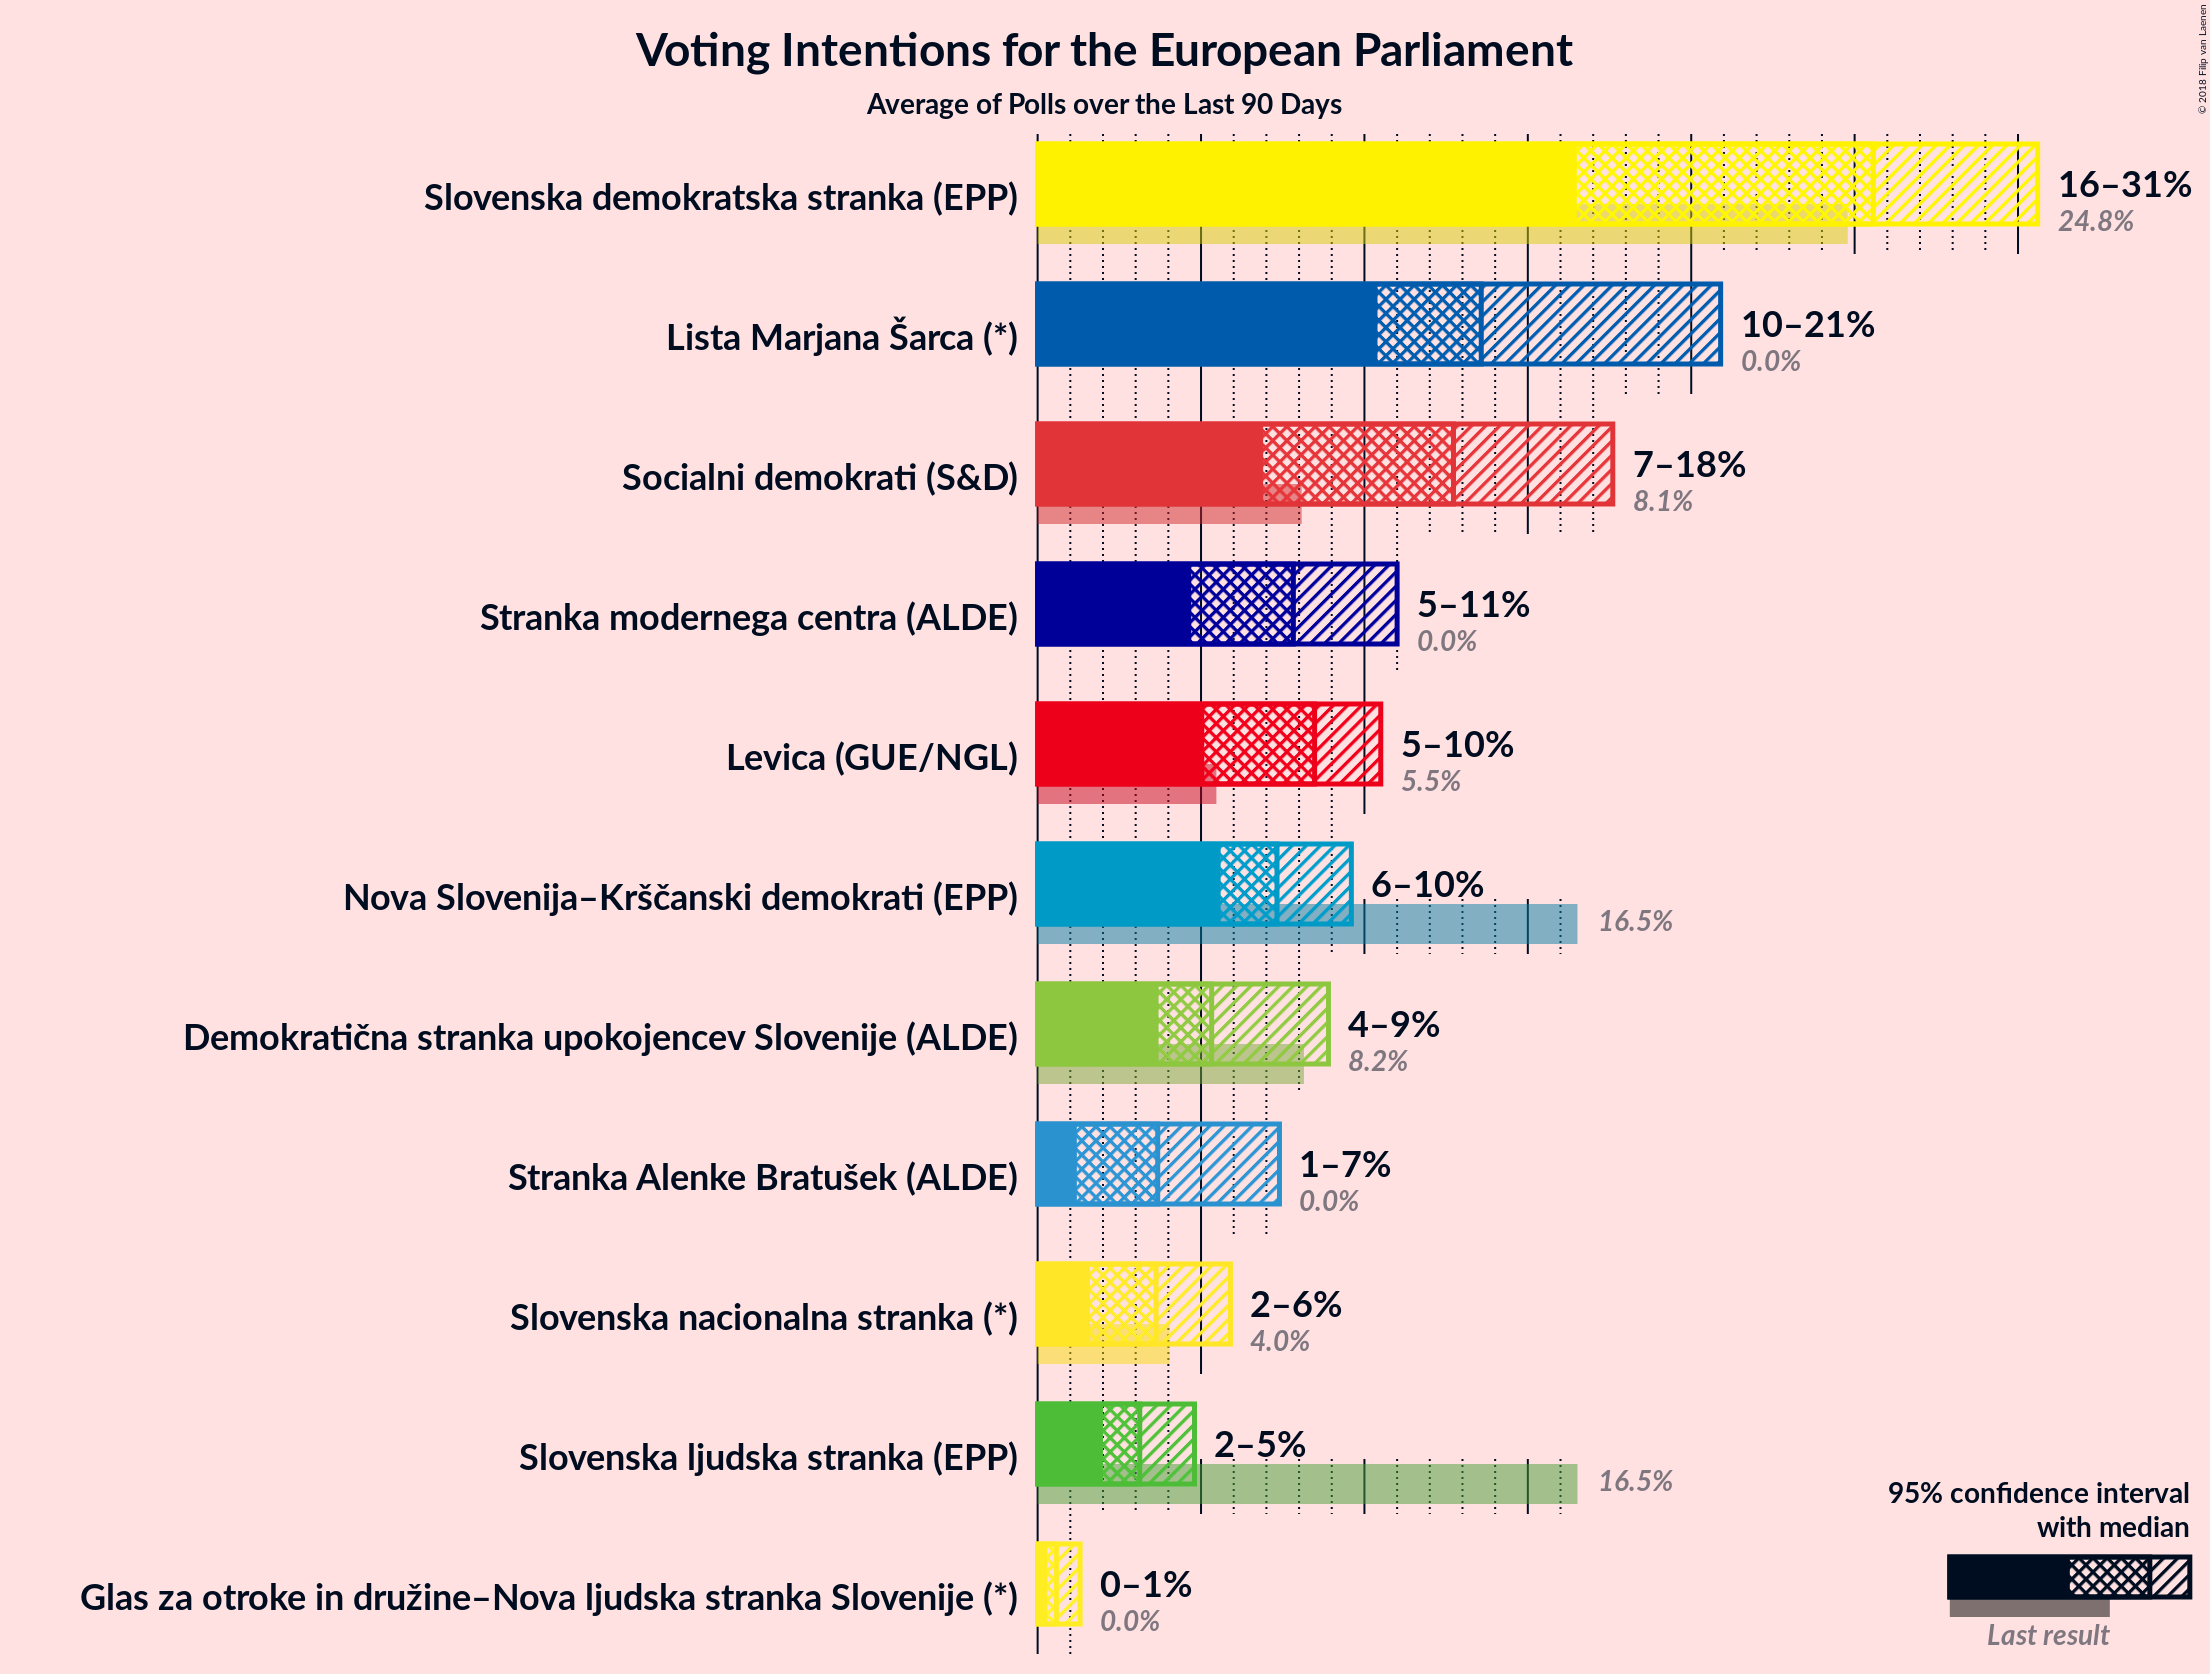 Voting Intentions for the European Parliament
Average of Polls over the Last 90 Days
© 2018 Filip van Laenen
Slovenska demokratska stranka (EPP)
16–31%
24.8%
Lista Marjana Šarca (*)
10–21%
0.0%
Socialni demokrati (S&D)
7–18%
8.1%
Stranka modernega centra (ALDE)
5–11%
0.0%
Levica (GUE/NGL)
5–10%
5.5%
Nova Slovenija–Krščanski demokrati (EPP)
6–10%
16.5%
Demokratična stranka upokojencev Slovenije (ALDE)
4–9%
8.2%
Stranka Alenke Bratušek (ALDE)
1–7%
0.0%
Slovenska nacionalna stranka (*)
2–6%
4.0%
Slovenska ljudska stranka (EPP)
2–5%
16.5%
Glas za otroke in družine–Nova ljudska stranka Slovenije (*)
0–1%
0.0%
95% confidence interval
with median
Last result